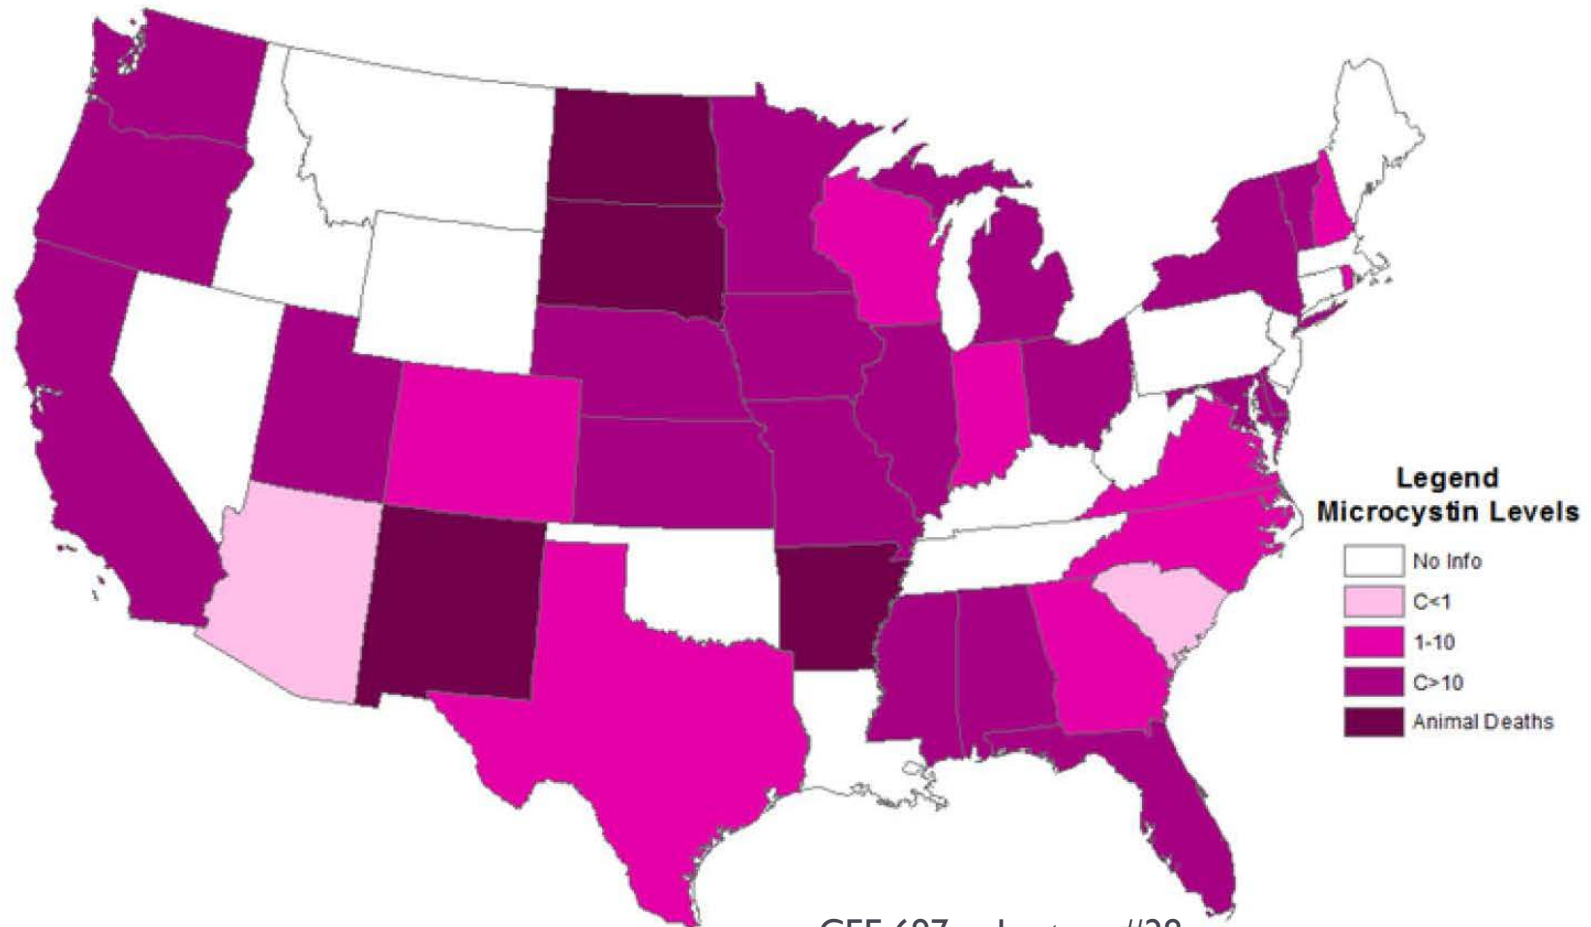 Legend
Microcystin Levels
No Info
C<1
1-10
C>10
Animal Deaths